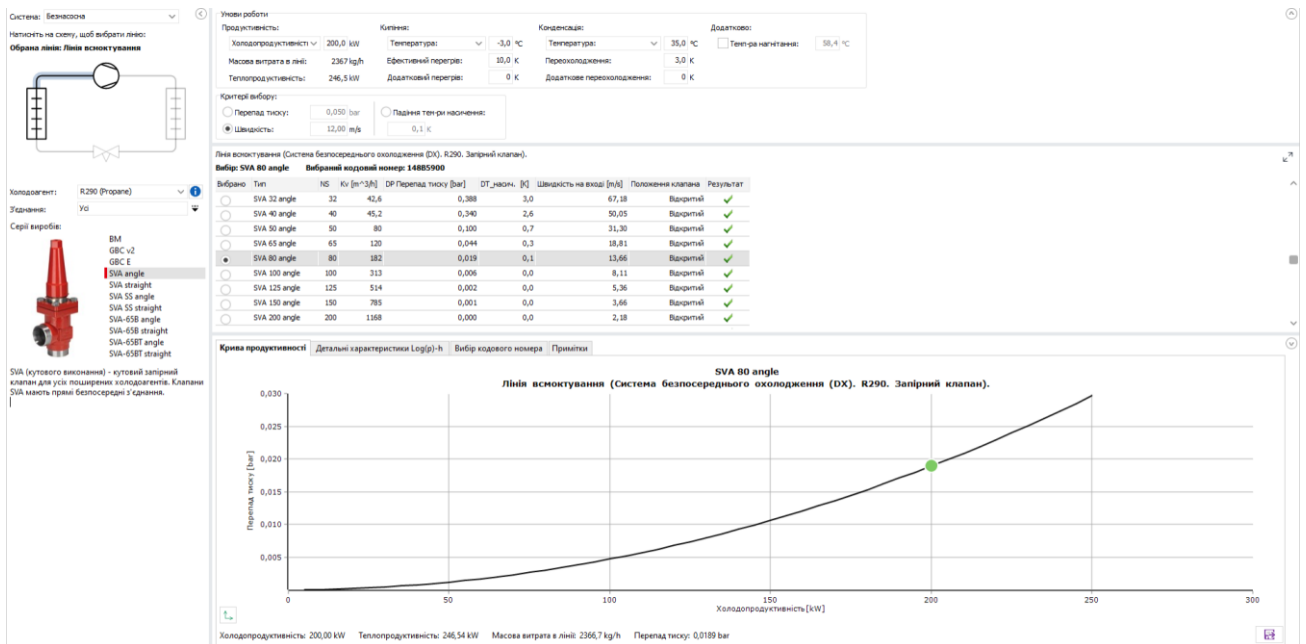 Система: Безнасосна
Натисніть на схему, щоб вибрати лінію:
Обрана лінія: Лінія всмоктування
Холодоагент: R290 (Propane)
З'єднання: Усі
Серії виробів:
BM
GBC v2
GBC E
SVA angle
SVA straight
SVA SS angle
SVA SS straight
SVA-65B angle
SVA-65B straight
SVA-65BT angle
SVA-65BT straight
SVA (кутового виконання) - кутовий запірний
клапан для усіх поширених холодоагентів. Клапани
SVA мають прямі безпосередні з'єднання.
Умови роботи
Продуктивність: Кипіння: Конденсація: Додатково:
Холодопродуктивність 200,0 kW Температура: -3,0 °C Температура: 35,0 °C Темп-ра нагнітання: 58,4 °C
Масова витрата в лінії: 2367 kg/h Ефективний перегрів: 10,0 K Переохолодження: 3,0 K
Теплопродуктивність: 246,5 kW Додатковий перегрів: 0 K Додаткове переохолодження: 0 K
Критерії вибору:
Перепад тиску: 0,050 bar Падіння тем-ри насичення:
Швидкість: 12,00 m/s 0,1 K
Лінія всмоктування (Система безпосереднього охолодження (DX). R290. Запірний клапан).
Вибір: SVA 80 angle Вибраний кодовий номер: 148B5900
Вибрано Тип NS Kv [m^3/h] DP Перепад тиску [bar] DT_насич. [K] Швидкість на вході [m/s] Положення клапана Результат
SVA 32 angle 32 42,6 0,388 3,0 67,18 Відкритий
SVA 40 angle 40 45,2 0,340 2,6 50,05 Відкритий
SVA 50 angle 50 80 0,100 0,7 31,30 Відкритий
SVA 65 angle 65 120 0,044 0,3 18,81 Відкритий
SVA 80 angle 80 182 0,019 0,1 13,66 Відкритий
SVA 100 angle 100 313 0,006 0,0 8,11 Відкритий
SVA 125 angle 125 514 0,002 0,0 5,36 Відкритий
SVA 150 angle 150 785 0,001 0,0 3,66 Відкритий
SVA 200 angle 200 1168 0,000 0,0 2,18 Відкритий
Крива продуктивності Детальні характеристики Log(p)-h Вибір кодового номера Примітки
SVA 80 angle
Лінія всмоктування (Система безпосереднього охолодження (DX). R290. Запірний клапан).
Перепад тиску [bar]
0,030
0,025
0,020
0,015
0,010
0,005
0 50 100 150 200 250 300
Холодопродуктивність [kW]
Холодопродуктивність: 200,00 kW Теплопродуктивність: 246,54 kW Масова витрата в лінії: 2366,7 kg/h Перепад тиску: 0,0189 bar